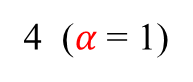 4 (α = 1)